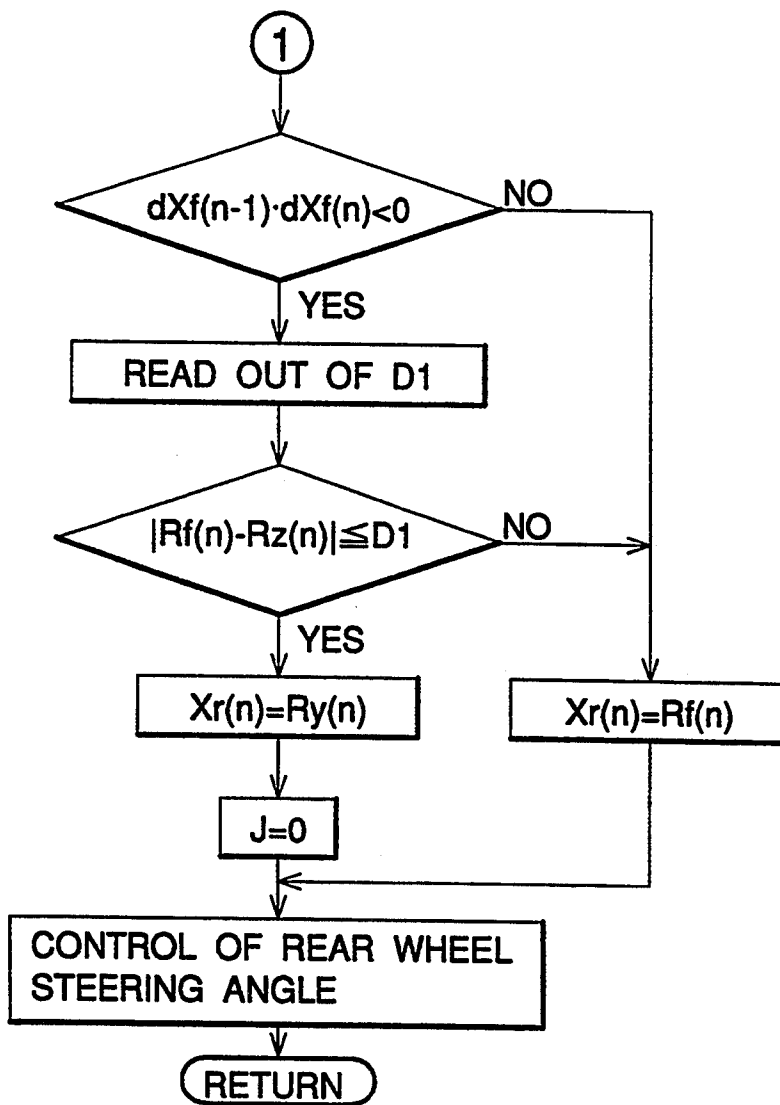 1
dXf(n-1)·dXf(n)<0
NO
YES
READ OUT OF D1
|Rf(n)-Rz(n)|≦D1
NO
YES
Xr(n)=Ry(n)
Xr(n)=Rf(n)
J=0
CONTROL OF REAR WHEEL
STEERING ANGLE
RETURN